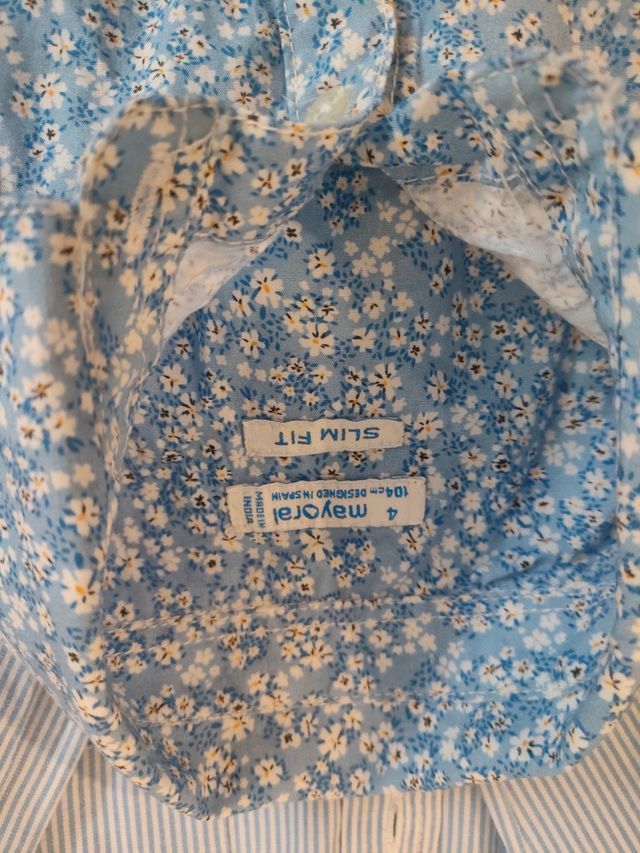 4
mayoral
104cm DESIGNED IN SPAIN
MADE IN
INDIA
SLIM FIT